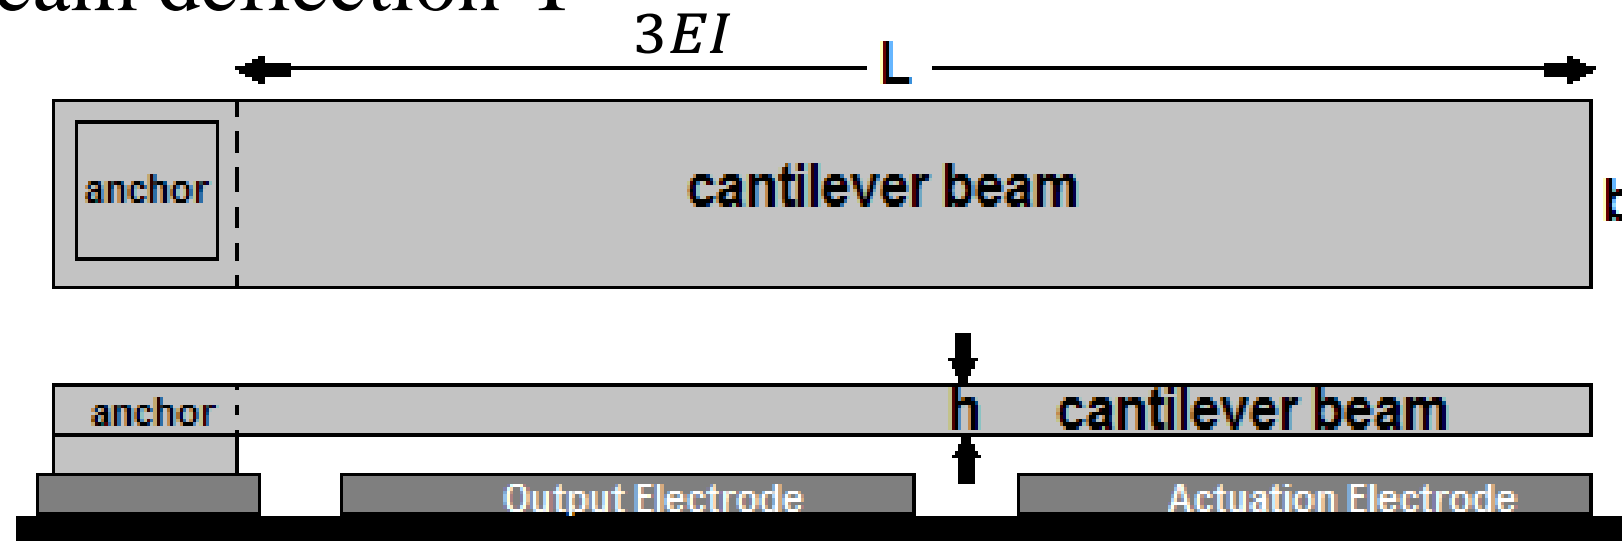 3EI
L
anchor
cantilever beam
b
anchor
h
cantilever beam
Output Electrode
Actuation Electrode